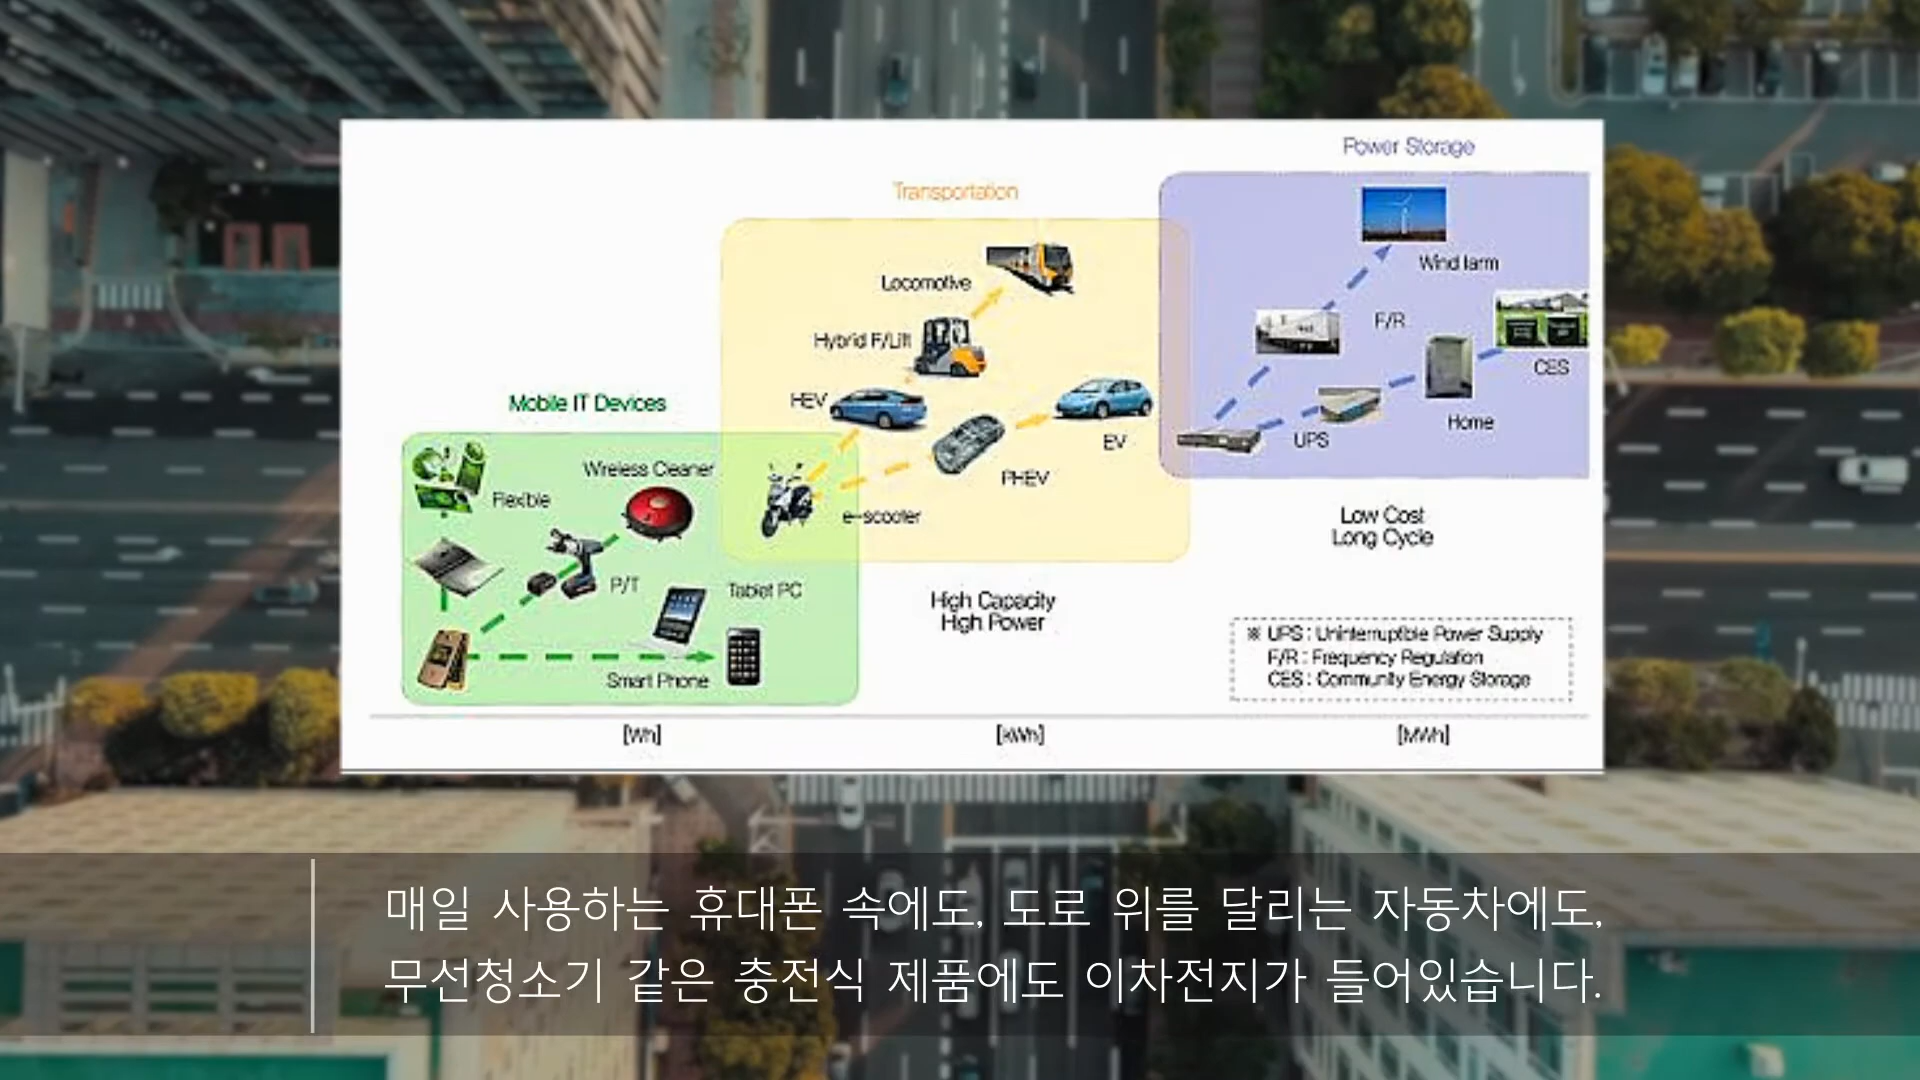 Power Storage
Transportation
Wind farm
Locomotive
F/R
Hybrid F/Lift
CES
HEV
Mobile IT Devices
Home
UPS
EV
Wireless Cleaner
PHEV
Flexible
e-scooter
Low Cost
Long Cycle
P/T
Tablet PC
High Capacity
High Power
※ UPS : Uninterruptible Power Supply
F/R : Frequency Regulation
CES : Community Energy Storage
Smart Phone
[Wh] [kWh] [MWh]
매일 사용하는 휴대폰 속에도, 도로 위를 달리는 자동차에도,
무선청소기 같은 충전식 제품에도 이차전지가 들어있습니다.